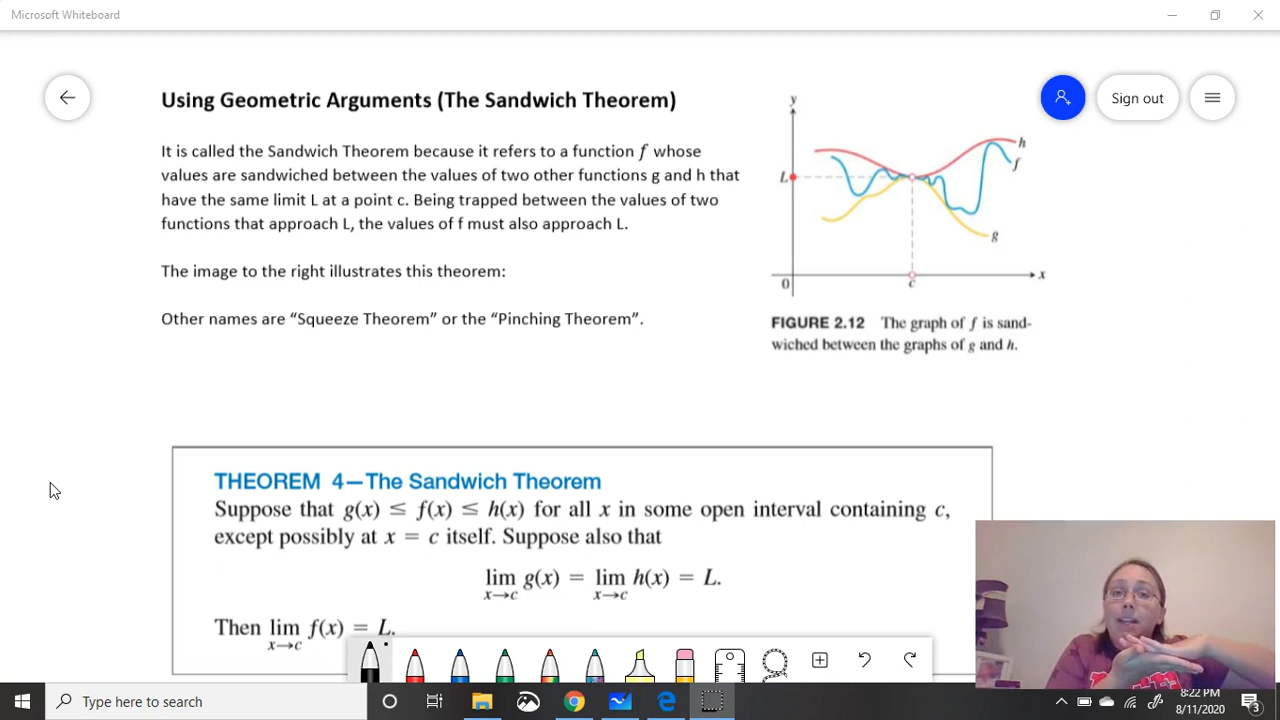 Microsoft Whiteboard
Sign out
Using Geometric Arguments (The Sandwich Theorem)
It is called the Sandwich Theorem because it refers to a function f whose
values are sandwiched between the values of two other functions g and h that
have the same limit L at a point c. Being trapped between the values of two
functions that approach L, the values of f must also approach L.
The image to the right illustrates this theorem:
Other names are “Squeeze Theorem” or the “Pinching Theorem”.
y
h
f
L
g
0
c
x
FIGURE 2.12 The graph of f is sand-
wiched between the graphs of g and h.
THEOREM 4—The Sandwich Theorem
Suppose that g(x) ≤ f(x) ≤ h(x) for all x in some open interval containing c,
except possibly at x = c itself. Suppose also that
lim g(x) = lim h(x) = L.
x→c x→c
Then lim f(x) = L.
x→c
Type here to search
8:22 PM
8/11/2020
3